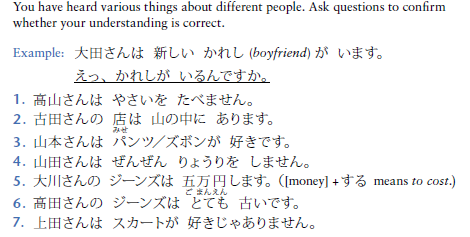 You have heard various things about different people. Ask questions to confirm
whether your understanding is correct.
Example: 大田さんは 新しい かれし (boyfriend) が います。
えっ、かれしが いるんですか。
1. 高山さんは やさいを たべません。
2. 古田さんの 店は 山の中に あります。
みせ
3. 山本さんは パンツ／ズボンが 好きです。
4. 山田さんは ぜんぜん りょうりを しません。
5. 大川さんの ジーンズは 五万円します。([money] +する means to cost.)
ご まんえん
6. 高田さんの ジーンズは とても 古いです。
7. 上田さんは スカートが 好きじゃありません。